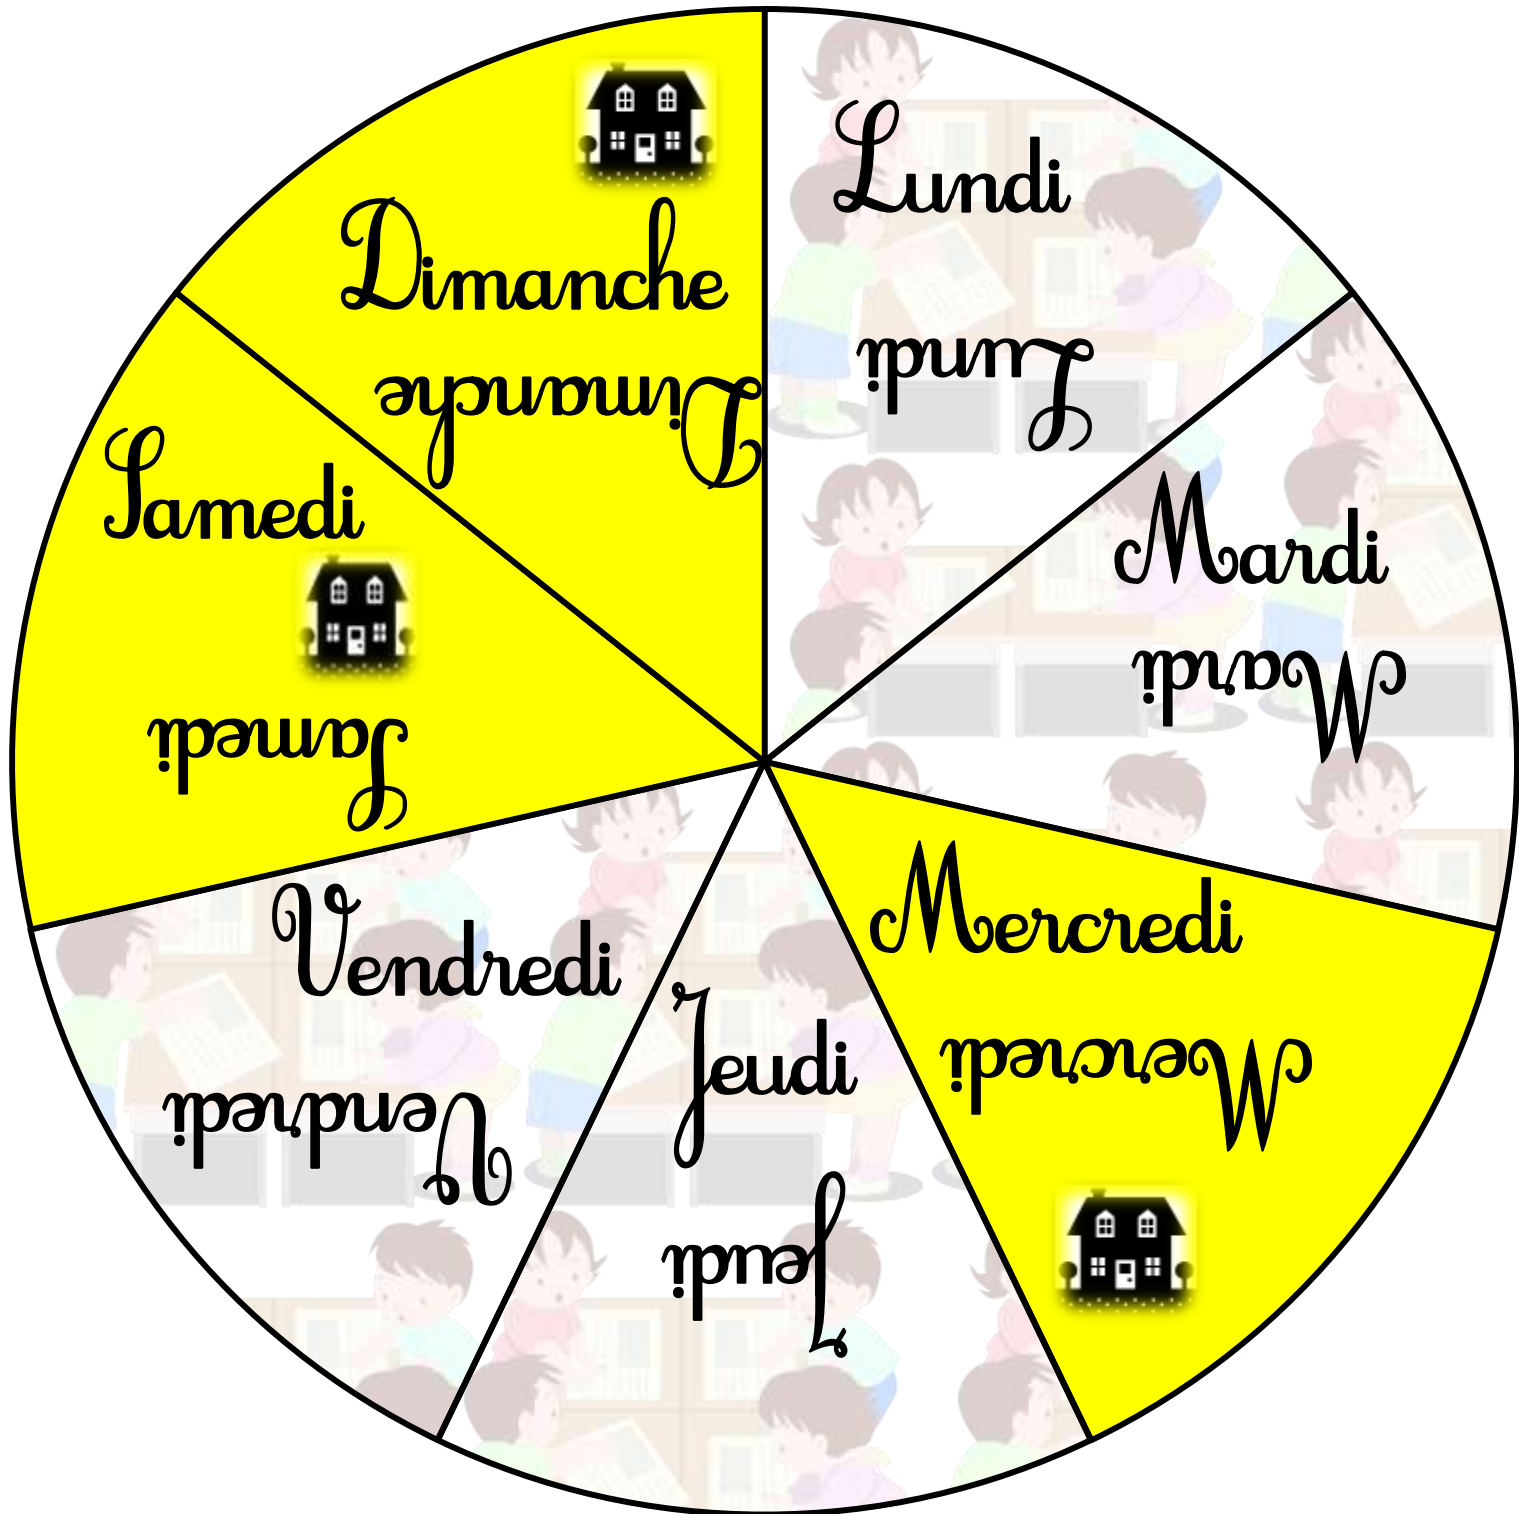 Lundi
Lundi
Mardi
Mardi
Mercredi
Mercredi
Jeudi
Jeudi
Vendredi
Vendredi
Samedi
Samedi
Dimanche
Dimanche